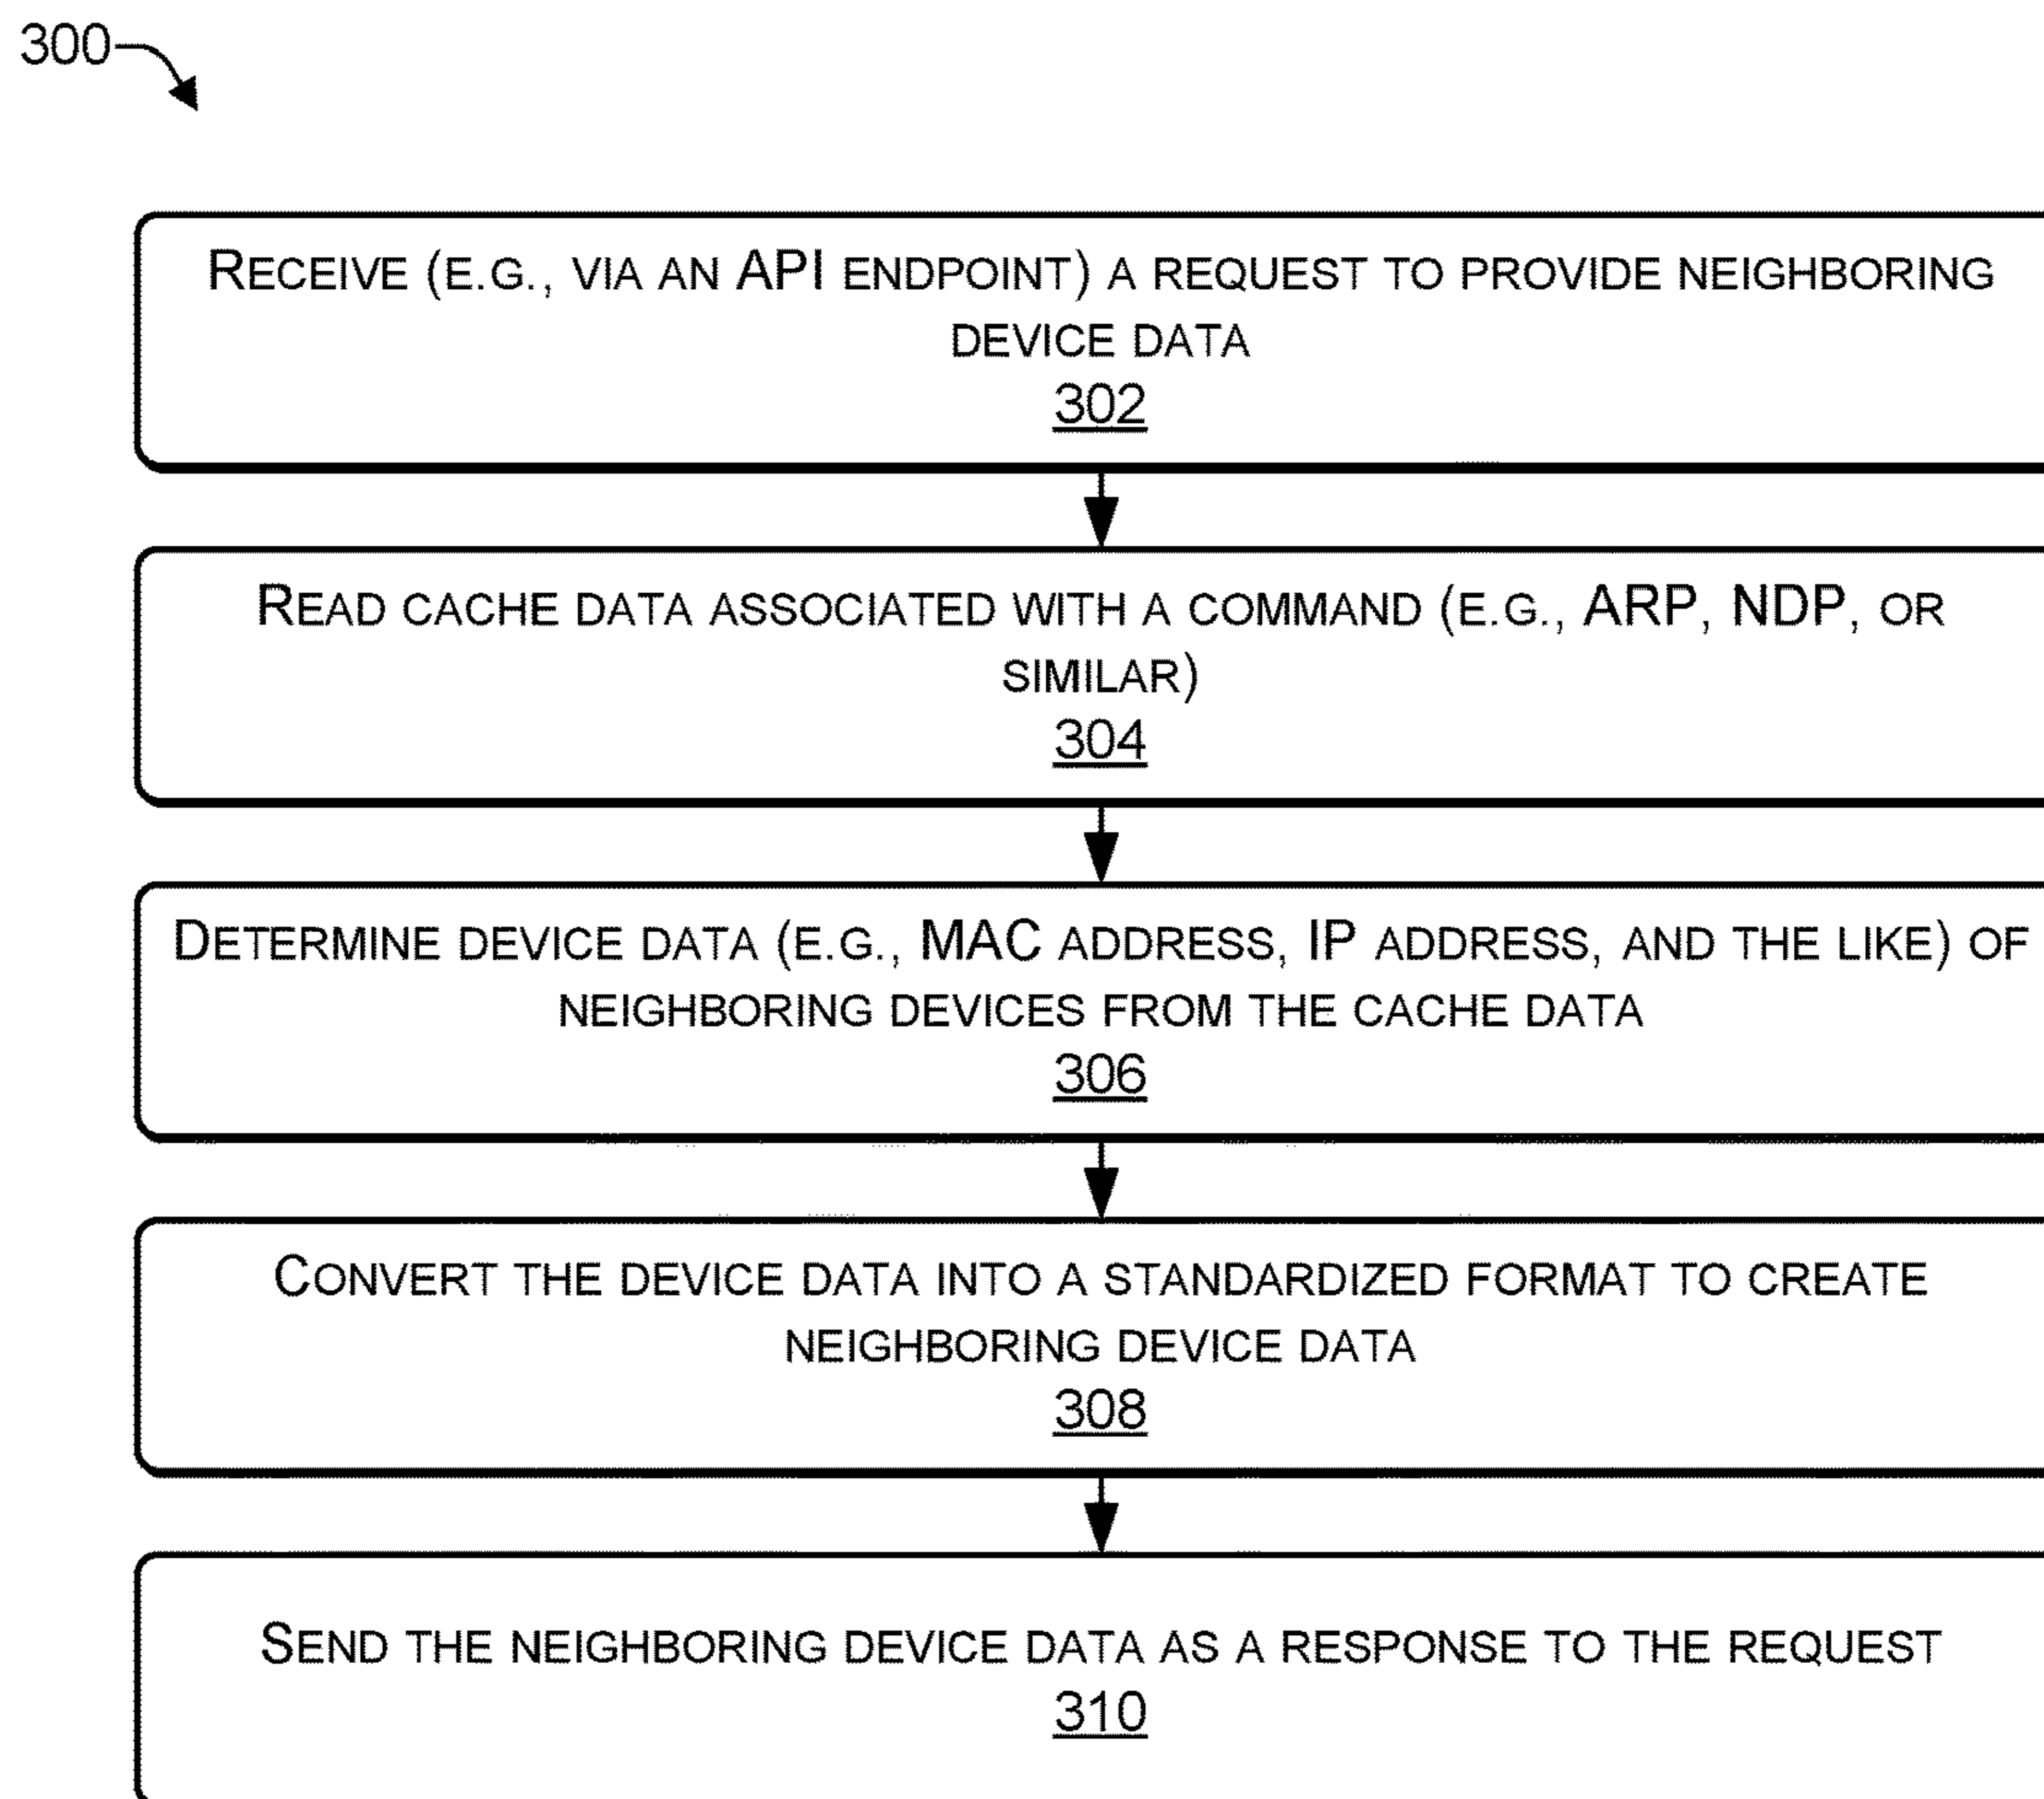 300
RECEIVE (E.G., VIA AN API ENDPOINT) A REQUEST TO PROVIDE NEIGHBORING
DEVICE DATA
302
READ CACHE DATA ASSOCIATED WITH A COMMAND (E.G., ARP, NDP, OR
SIMILAR)
304
DETERMINE DEVICE DATA (E.G., MAC ADDRESS, IP ADDRESS, AND THE LIKE) OF
NEIGHBORING DEVICES FROM THE CACHE DATA
306
CONVERT THE DEVICE DATA INTO A STANDARDIZED FORMAT TO CREATE
NEIGHBORING DEVICE DATA
308
SEND THE NEIGHBORING DEVICE DATA AS A RESPONSE TO THE REQUEST
310